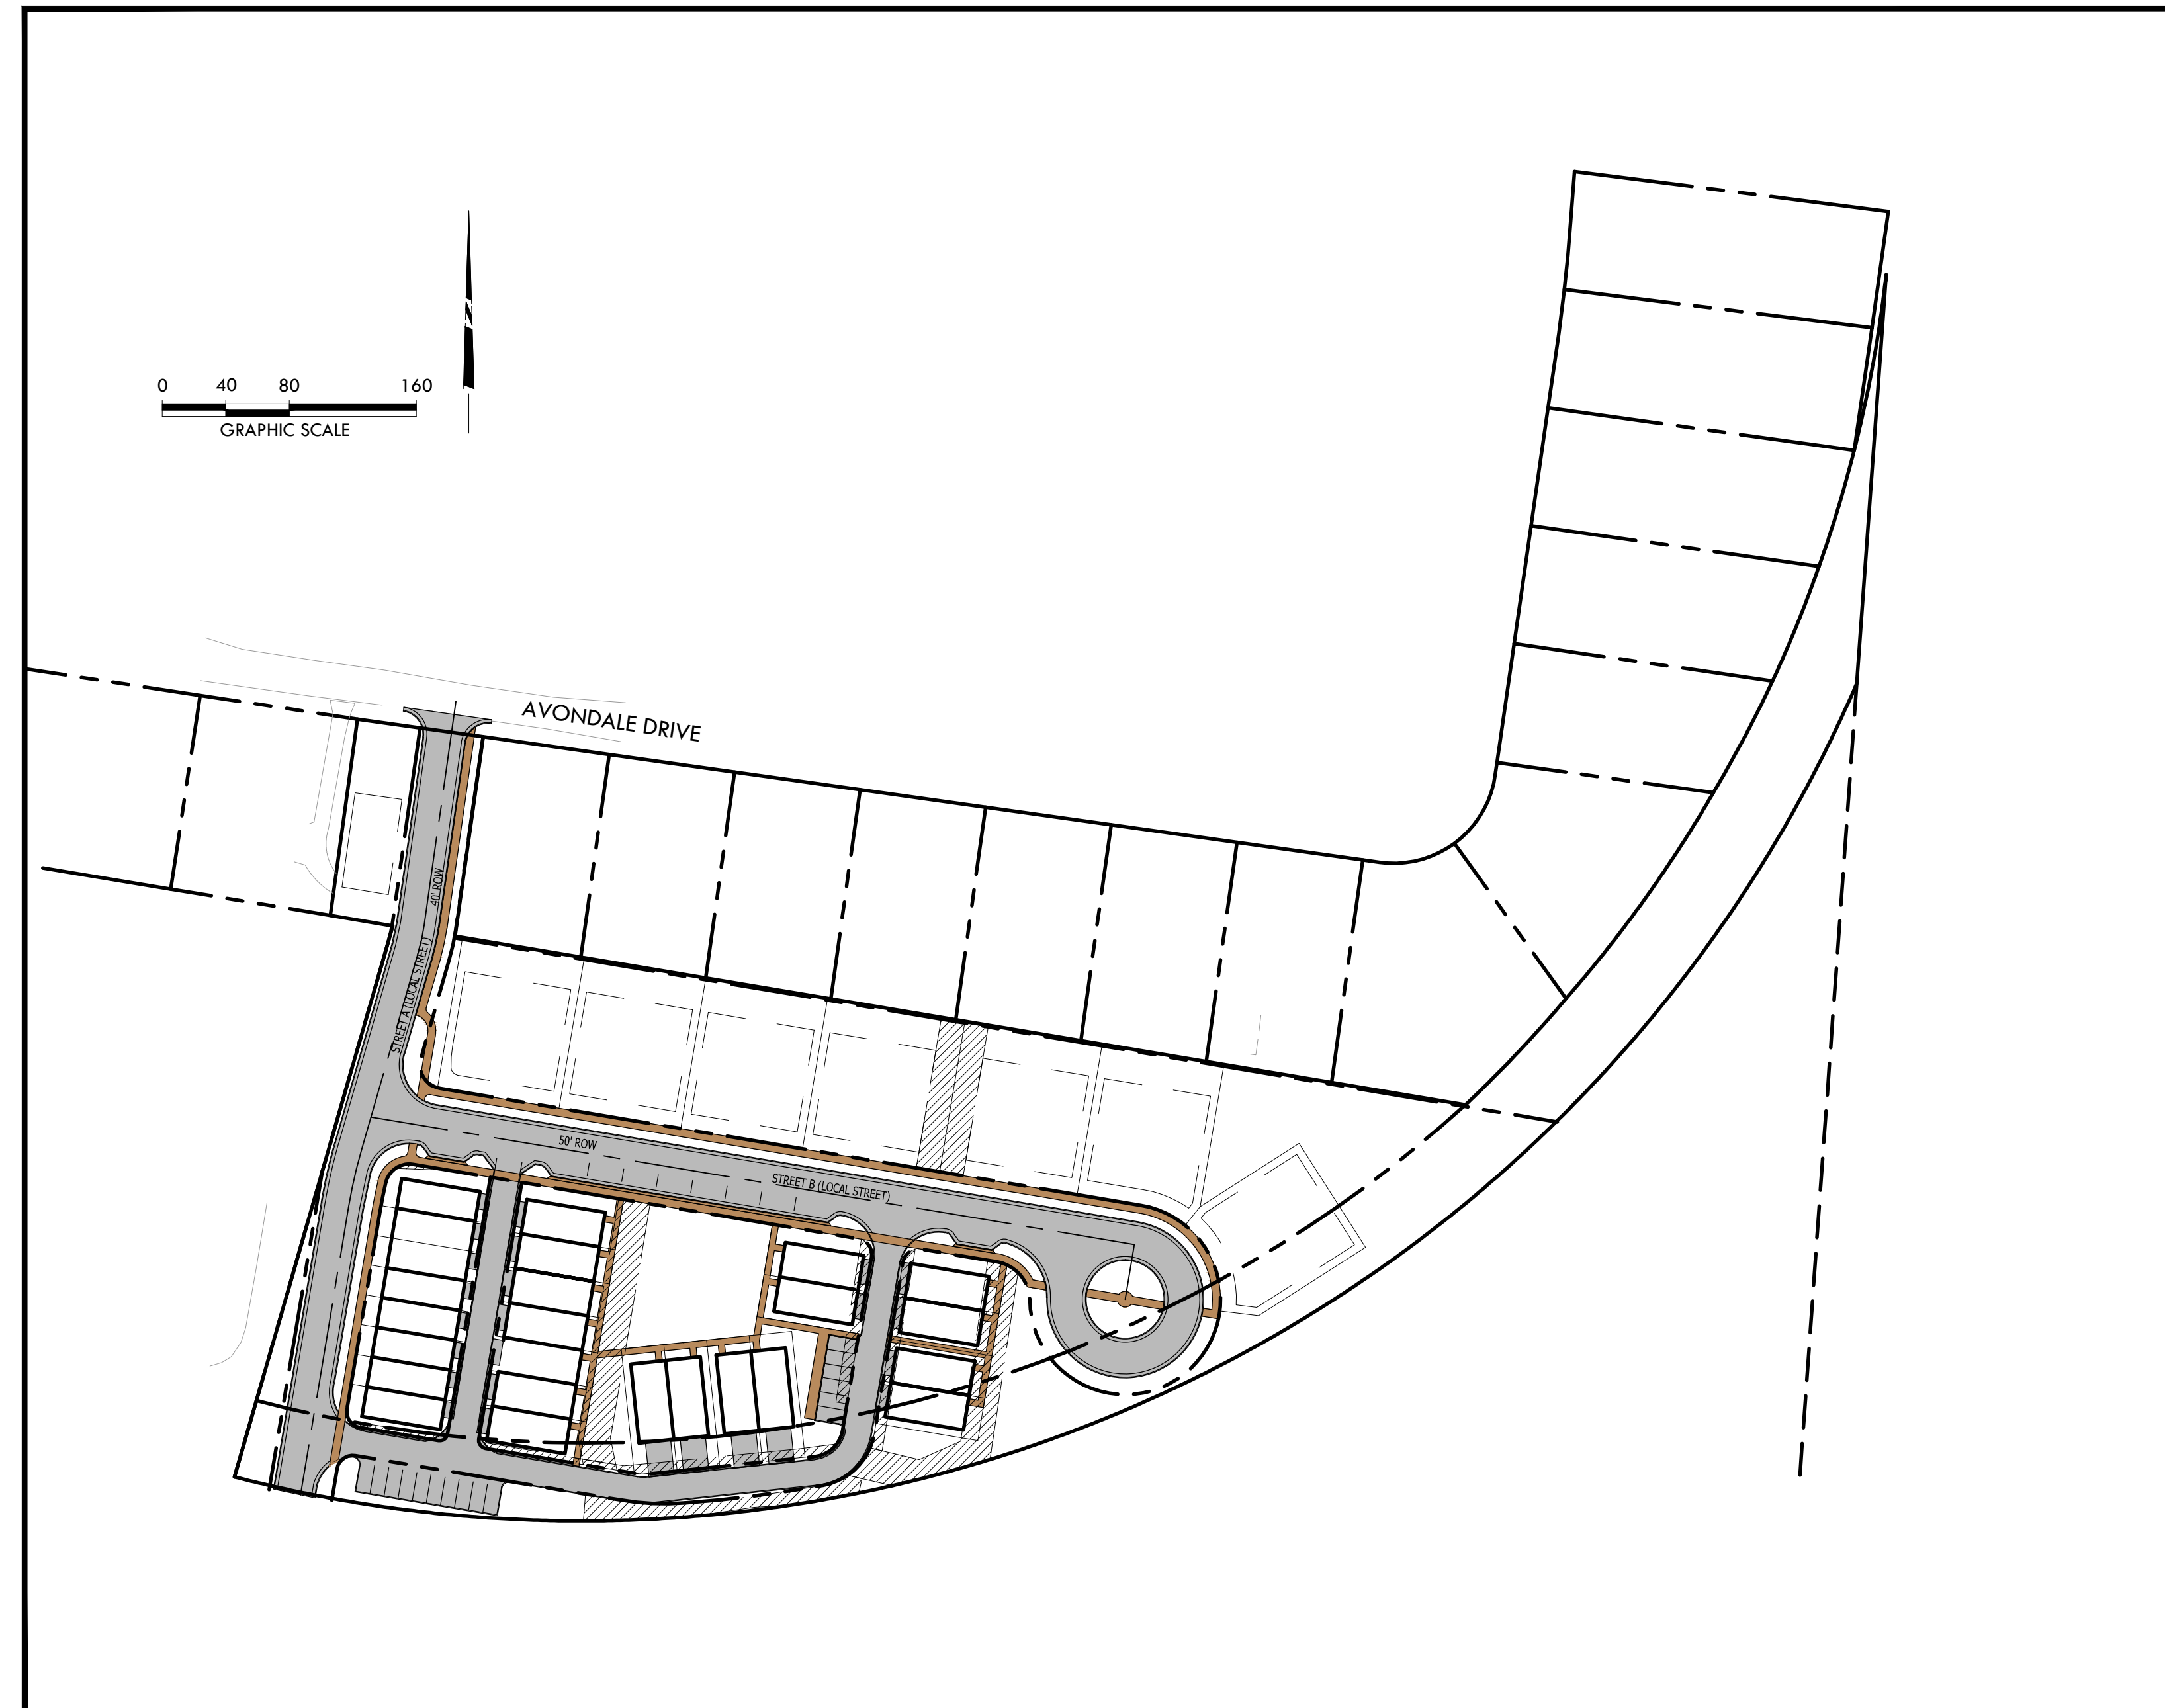 0 40 80 160
GRAPHIC SCALE
N
AVONDALE DRIVE
40' ROW
STREET A (LOCAL STREET)
50' ROW
STREET B (LOCAL STREET)